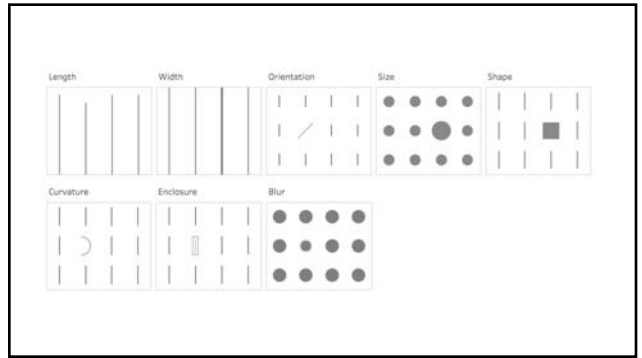 Length
Width
Orientation
Size
Shape
Curvature
Enclosure
Blur